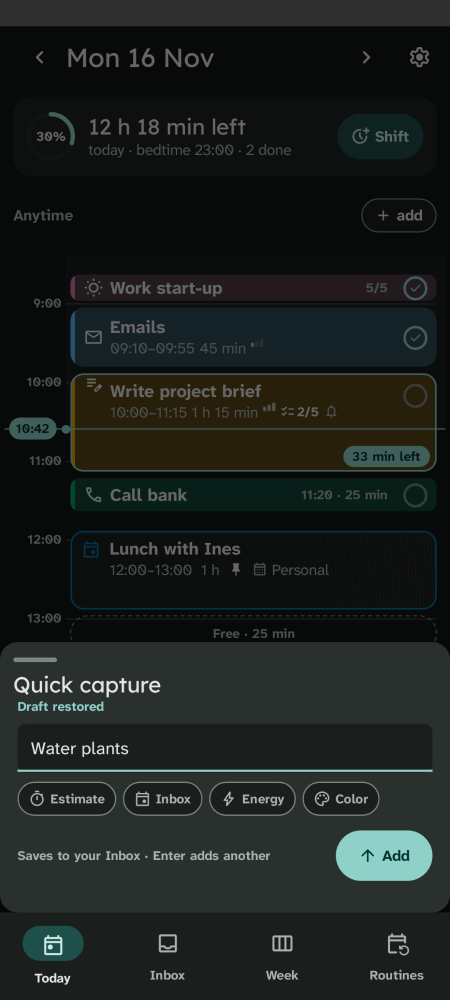 Mon 16 Nov
30%
12 h 18 min left
today · bedtime 23:00 · 2 done
Shift
Anytime
+ add
Work start-up
5/5
9:00
Emails
09:10–09:55 45 min
10:00
Write project brief
10:00–11:15 1 h 15 min 2/5
10:42
33 min left
11:00
Call bank
11:20 · 25 min
12:00
Lunch with Ines
12:00–13:00 1 h Personal
13:00
Free · 25 min
Quick capture
Draft restored
Water plants
Estimate
Inbox
Energy
Color
Saves to your Inbox · Enter adds another
Add
Today
Inbox
Week
Routines